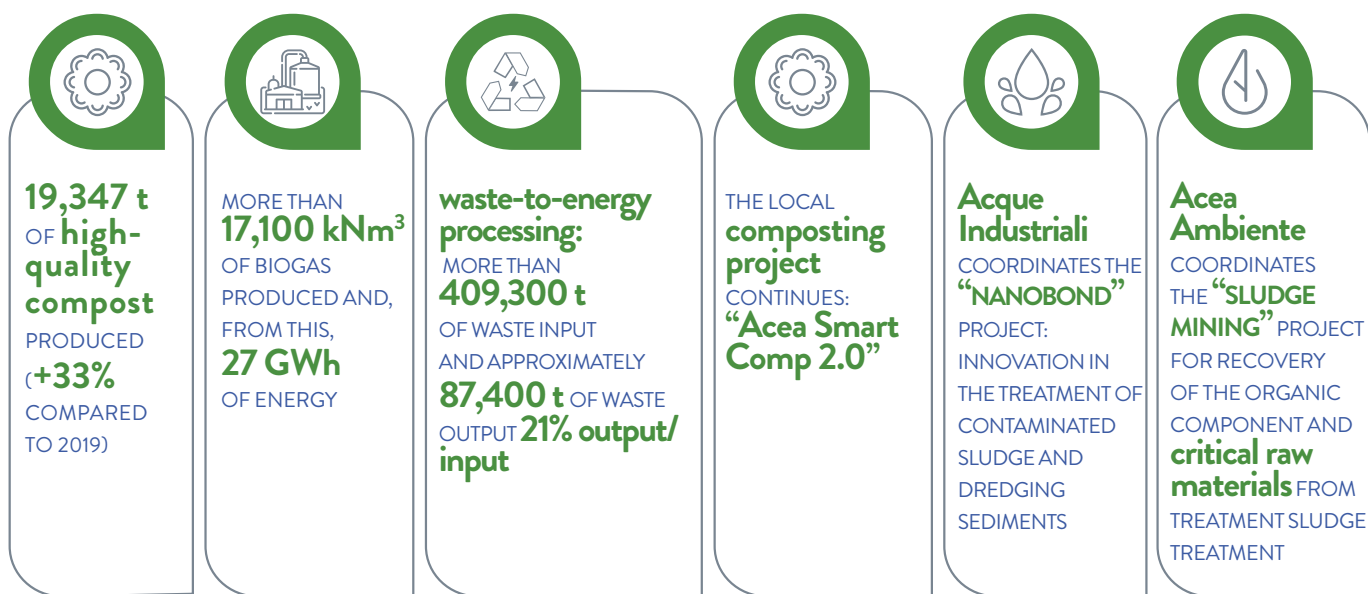 19,347 t
OF high-
quality
compost
PRODUCED
(+33%
COMPARED
TO 2019)
MORE THAN
17,100 kNm³
OF BIOGAS
PRODUCED AND,
FROM THIS,
27 GWh
OF ENERGY
waste-to-energy
processing:
MORE THAN
409,300 t
OF WASTE INPUT
AND APPROXIMATELY
87,400 t OF WASTE
OUTPUT 21% output/
input
THE LOCAL
composting
project
CONTINUES:
“Acea Smart
Comp 2.0”
Acque
Industriali
COORDINATES THE
“NANOBOND”
PROJECT:
INNOVATION IN
THE TREATMENT OF
CONTAMINATED
SLUDGE AND
DREDGING
SEDIMENTS
Acea
Ambiente
COORDINATES
THE “SLUDGE
MINING” PROJECT
FOR RECOVERY
OF THE ORGANIC
COMPONENT AND
critical raw
materials FROM
TREATMENT SLUDGE
TREATMENT